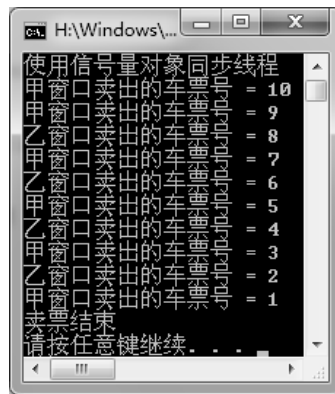 H:\Windows\...
使用信号量对象同步线程
甲窗口卖出的车票号 = 10
甲窗口卖出的车票号 = 9
乙窗口卖出的车票号 = 8
甲窗口卖出的车票号 = 7
乙窗口卖出的车票号 = 6
甲窗口卖出的车票号 = 5
乙窗口卖出的车票号 = 4
甲窗口卖出的车票号 = 3
乙窗口卖出的车票号 = 2
甲窗口卖出的车票号 = 1
卖票结束
请按任意键继续. . .